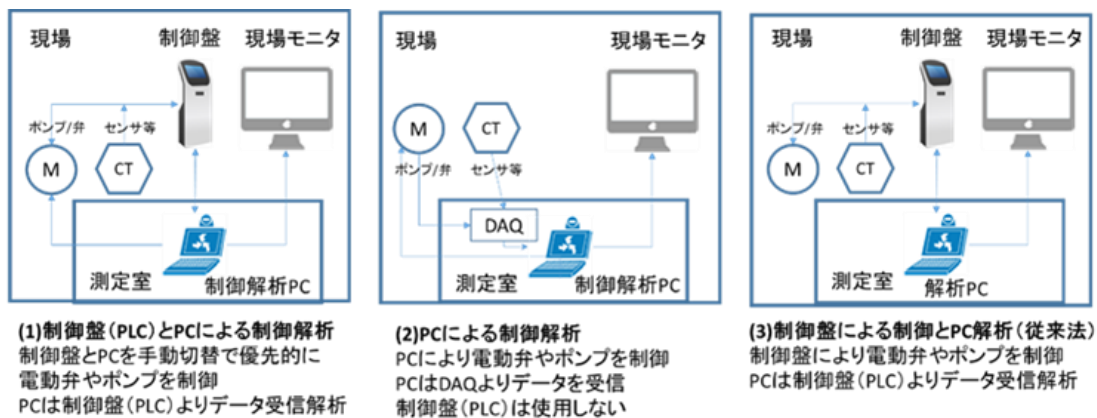 現場
制御盤
現場モニタ
ポンプ/弁
センサ等
M
CT
測定室
制御解析PC
(1)制御盤(PLC)とPCによる制御解析
制御盤とPCを手動切替で優先的に
電動弁やポンプを制御
PCは制御盤(PLC)よりデータ受信解析
現場
現場モニタ
M
CT
ポンプ/弁
センサ等
DAQ
測定室
制御解析PC
(2)PCによる制御解析
PCにより電動弁やポンプを制御
PCはDAQよりデータを受信
制御盤(PLC)は使用しない
現場
制御盤
現場モニタ
ポンプ/弁
センサ等
M
CT
測定室
解析PC
(3)制御盤による制御とPC解析(従来法)
制御盤により電動弁やポンプを制御
PCは制御盤(PLC)よりデータ受信解析